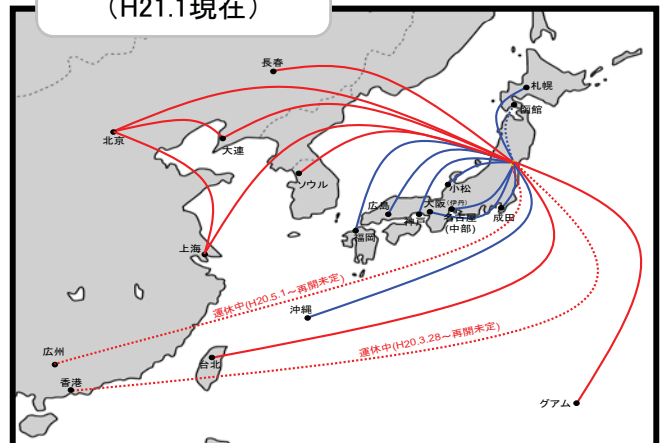 (H21.1現在)
長春
札幌
函館
北京
大連
ソウル
小松
広島
神戸
大阪(伊丹)
名古屋
(中部)
成田
福岡
上海
運休中(H20.5.1~再開未定)
沖縄
運休中(H20.3.28~再開未定)
広州
台北
香港
グアム